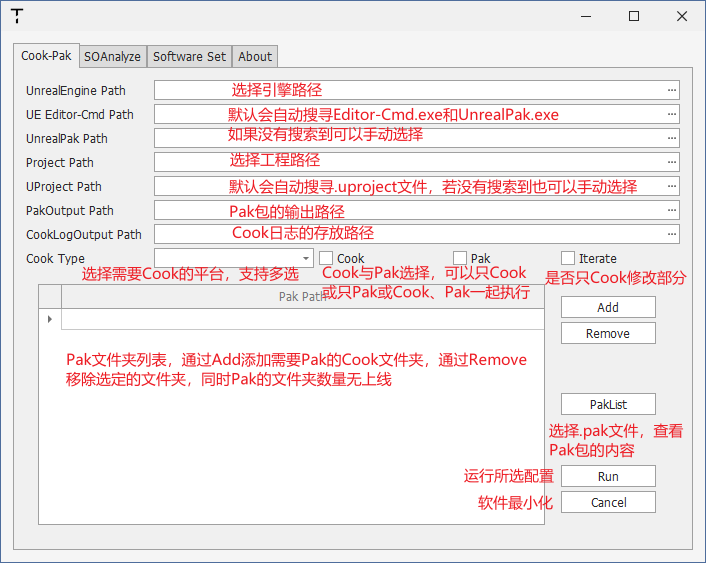 Cook-Pak SOAnalyze Software Set About
UnrealEngine Path 选择引擎路径 ...
UE Editor-Cmd Path 默认会自动搜寻Editor-Cmd.exe和UnrealPak.exe ...
UnrealPak Path 如果没有搜索到可以手动选择 ...
Project Path 选择工程路径 ...
UProject Path 默认会自动搜寻.uproject文件，若没有搜索到也可以手动选择 ...
PakOutput Path Pak包的输出路径 ...
CookLogOutput Path Cook日志的存放路径 ...
Cook Type Cook Pak Iterate
选择需要Cook的平台，支持多选
Cook与Pak选择，可以只Cook
或只Pak或Cook、Pak一起执行
是否只Cook修改部分
Pak Path
Add
Remove
Pak文件夹列表，通过Add添加需要Pak的Cook文件夹，通过Remove
移除选定的文件夹，同时Pak的文件夹数量无上线
PakList
选择.pak文件，查看
Pak包的内容
运行所选配置 Run
软件最小化 Cancel